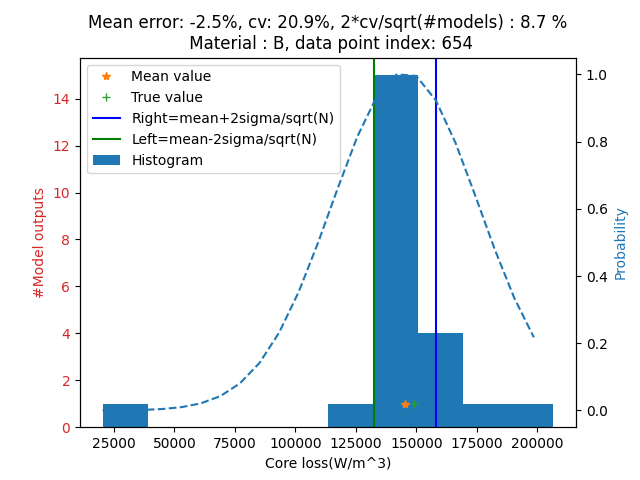 Mean error: -2.5%, cv: 20.9%, 2*cv/sqrt(#models) : 8.7 %
Material : B, data point index: 654
Mean value
True value
Right=mean+2sigma/sqrt(N)
Left=mean-2sigma/sqrt(N)
Histogram
14
12
10
8
6
4
2
0
#Model outputs
1.0
0.8
0.6
0.4
0.2
0.0
Probability
25000 50000 75000 100000 125000 150000 175000 200000
Core loss(W/m^3)